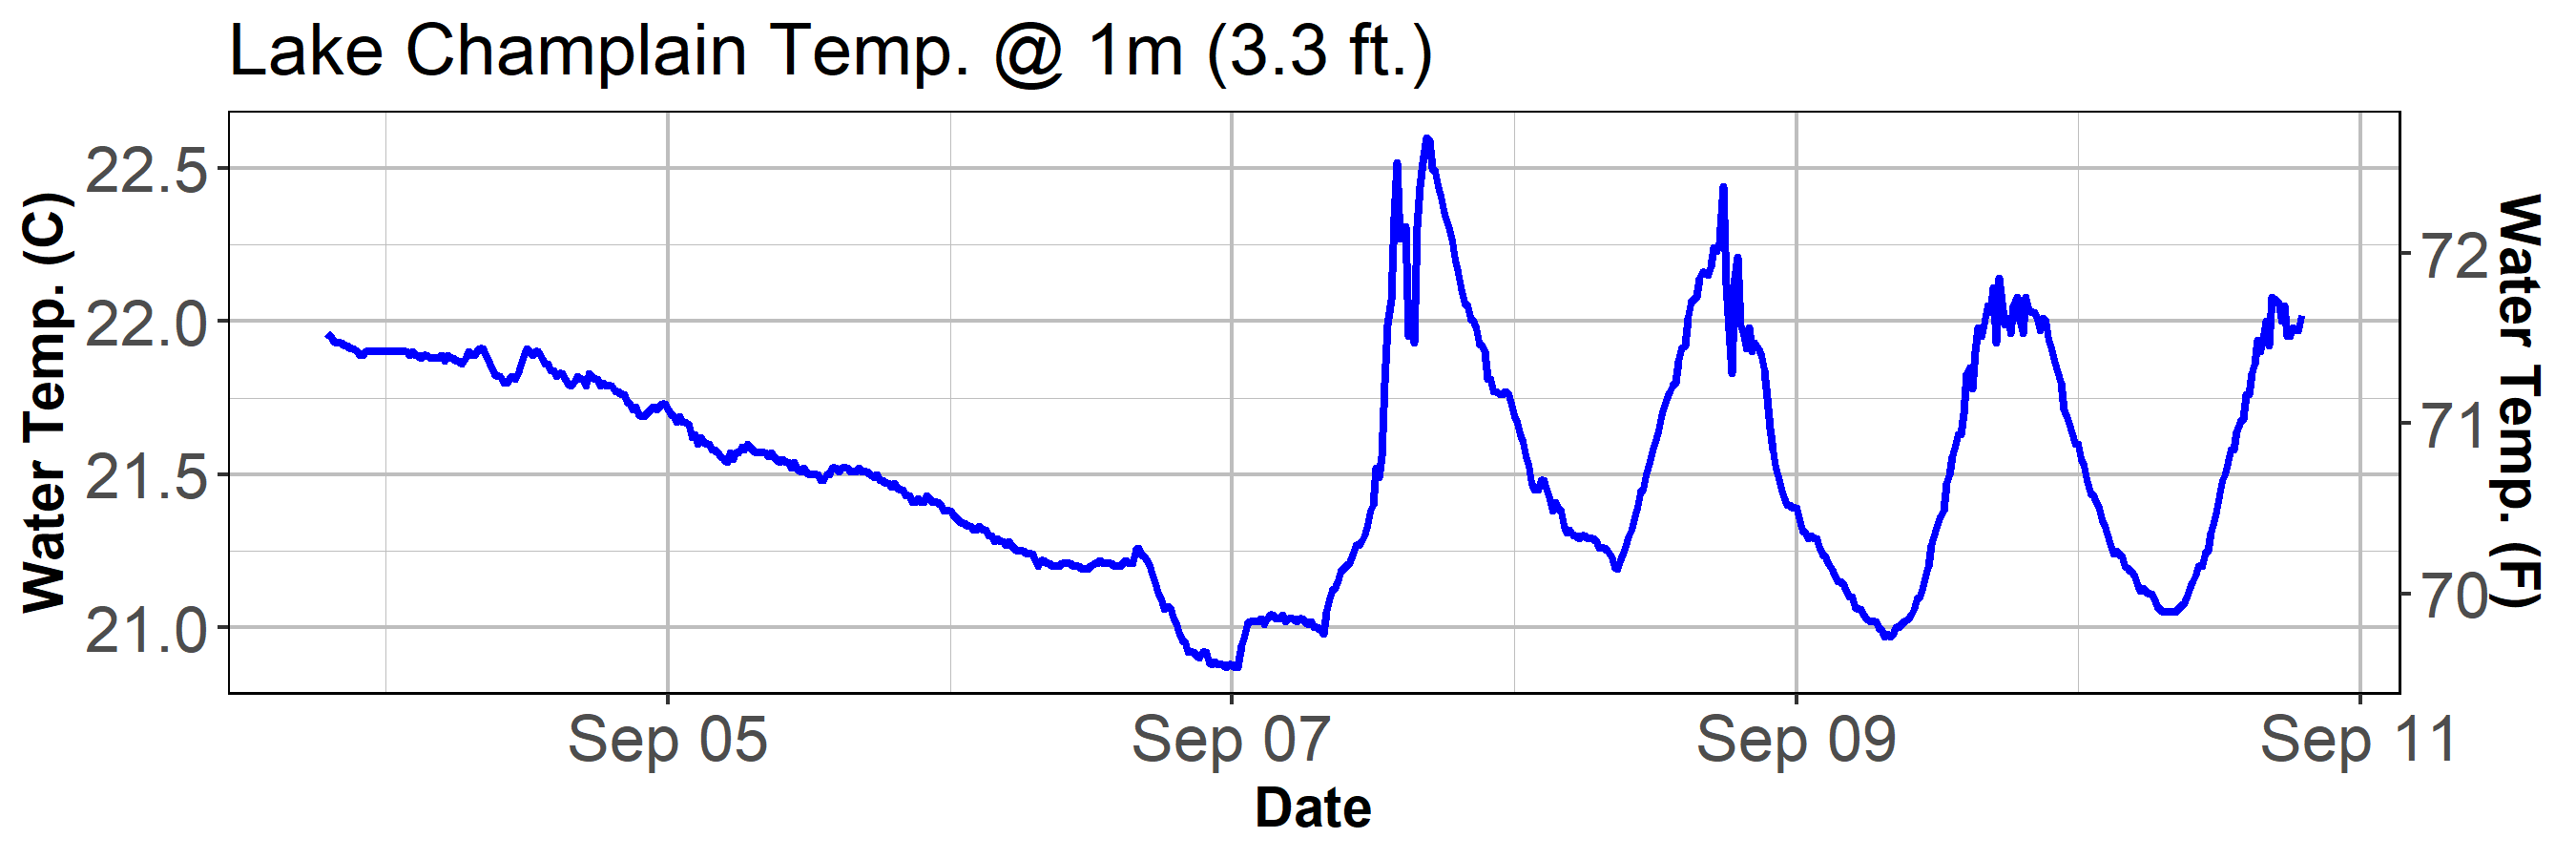 Lake Champlain Temp. @ 1m (3.3 ft.)
Water Temp. (C)
22.5
22.0
21.5
21.0
72
71
70
Water Temp. (F)
Sep 05
Sep 07
Sep 09
Sep 11
Date